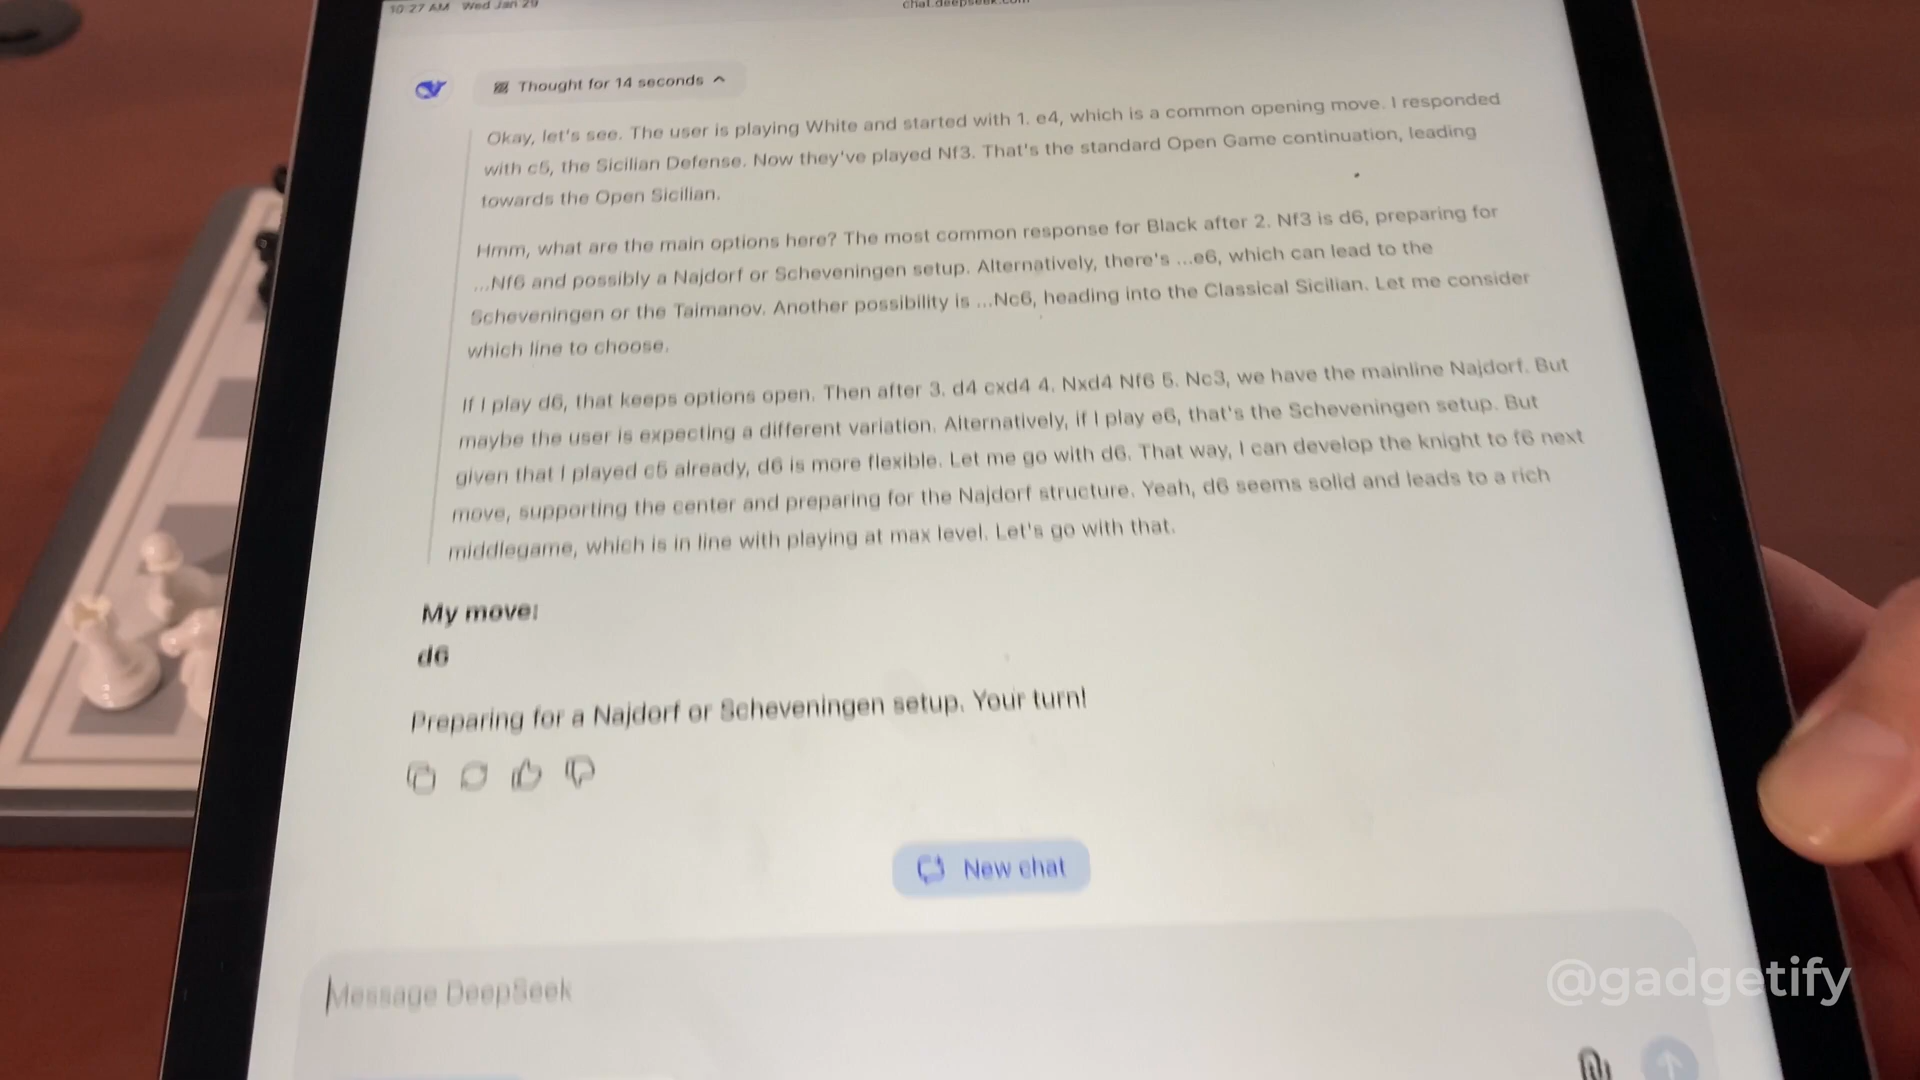 10:27 AM Wed Jan 29
chat.deepseek.com
Thought for 14 seconds
Okay, let's see. The user is playing White and started with 1. e4, which is a common opening move. I responded
with c5, the Sicilian Defense. Now they've played Nf3. That's the standard Open Game continuation, leading
towards the Open Sicilian.
Hmm, what are the main options here? The most common response for Black after 2. Nf3 is d6, preparing for
...Nf6 and possibly a Najdorf or Scheveningen setup. Alternatively, there's ...e6, which can lead to the
Scheveningen or the Taimanov. Another possibility is ...Nc6, heading into the Classical Sicilian. Let me consider
which line to choose.
If I play d6, that keeps options open. Then after 3. d4 cxd4 4. Nxd4 Nf6 5. Nc3, we have the mainline Najdorf. But
maybe the user is expecting a different variation. Alternatively, if I play e6, that's the Scheveningen setup. But
given that I played c5 already, d6 is more flexible. Let me go with d6. That way, I can develop the knight to f6 next
move, supporting the center and preparing for the Najdorf structure. Yeah, d6 seems solid and leads to a rich
middlegame, which is in line with playing at max level. Let's go with that.
My move:
d6
Preparing for a Najdorf or Scheveningen setup. Your turn!
New chat
Message DeepSeek
@gadgetify